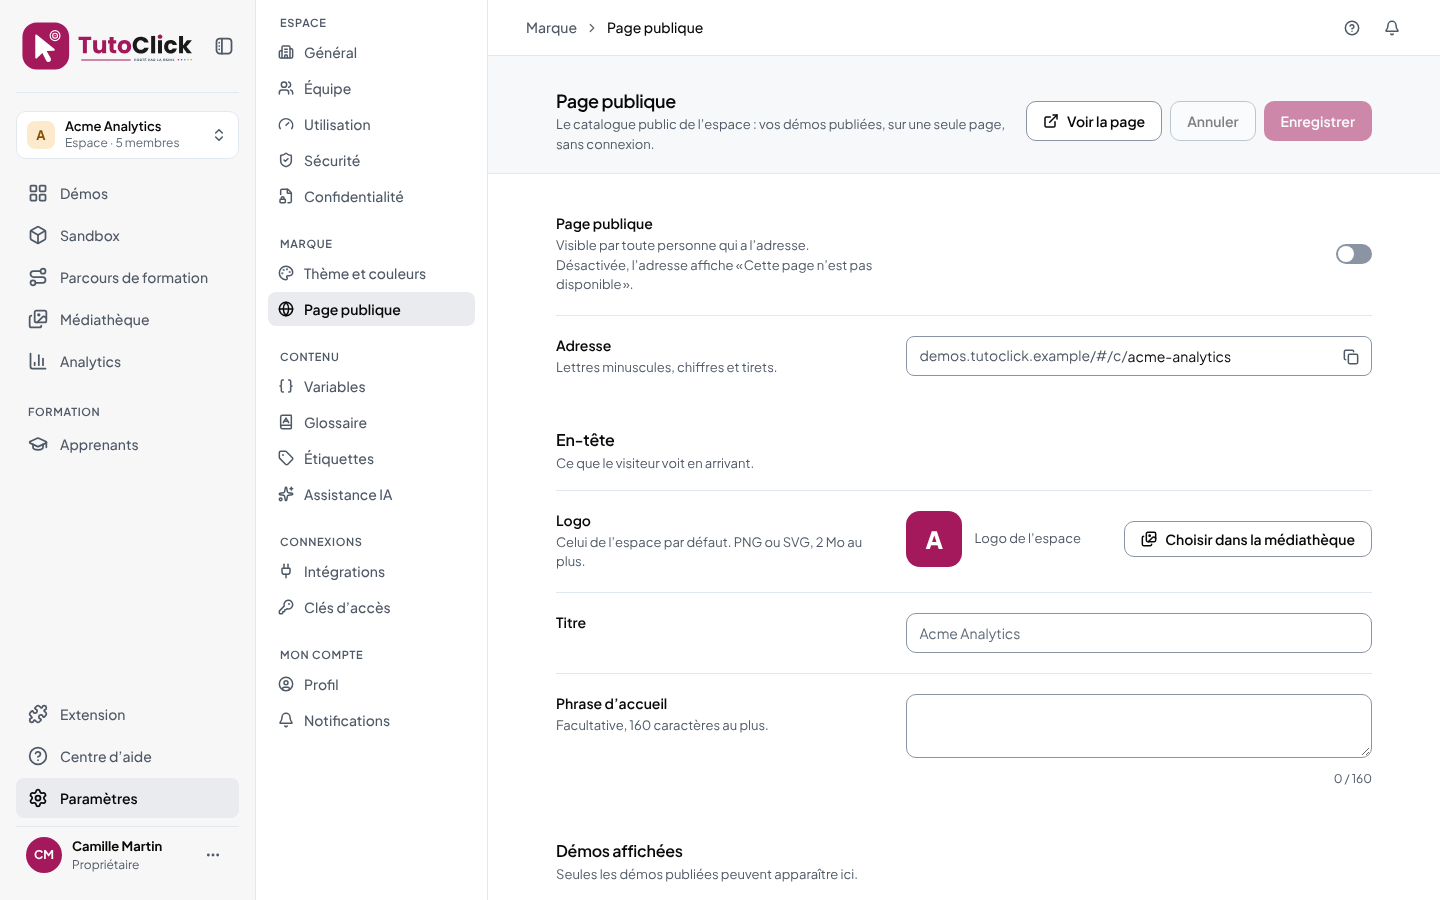 TutoClick
A
Acme Analytics
Espace · 5 membres
Démos
Sandbox
Parcours de formation
Médiathèque
Analytics
FORMATION
Apprenants
Extension
Centre d’aide
Paramètres
CM
Camille Martin
Propriétaire
ESPACE
Général
Équipe
Utilisation
Sécurité
Confidentialité
MARQUE
Thème et couleurs
Page publique
CONTENU
Variables
Glossaire
Étiquettes
Assistance IA
CONNEXIONS
Intégrations
Clés d’accès
MON COMPTE
Profil
Notifications
Marque > Page publique
Page publique
Le catalogue public de l’espace : vos démos publiées, sur une seule page,
sans connexion.
Voir la page
Annuler
Enregistrer
Page publique
Visible par toute personne qui a l’adresse.
Désactivée, l’adresse affiche « Cette page n’est pas
disponible ».
Adresse
Lettres minuscules, chiffres et tirets.
demos.tutoclick.example/#/c/acme-analytics
En-tête
Ce que le visiteur voit en arrivant.
Logo
Celui de l’espace par défaut. PNG ou SVG, 2 Mo au
plus.
A
Logo de l’espace
Choisir dans la médiathèque
Titre
Acme Analytics
Phrase d’accueil
Facultative, 160 caractères au plus.
0 / 160
Démos affichées
Seules les démos publiées peuvent apparaître ici.